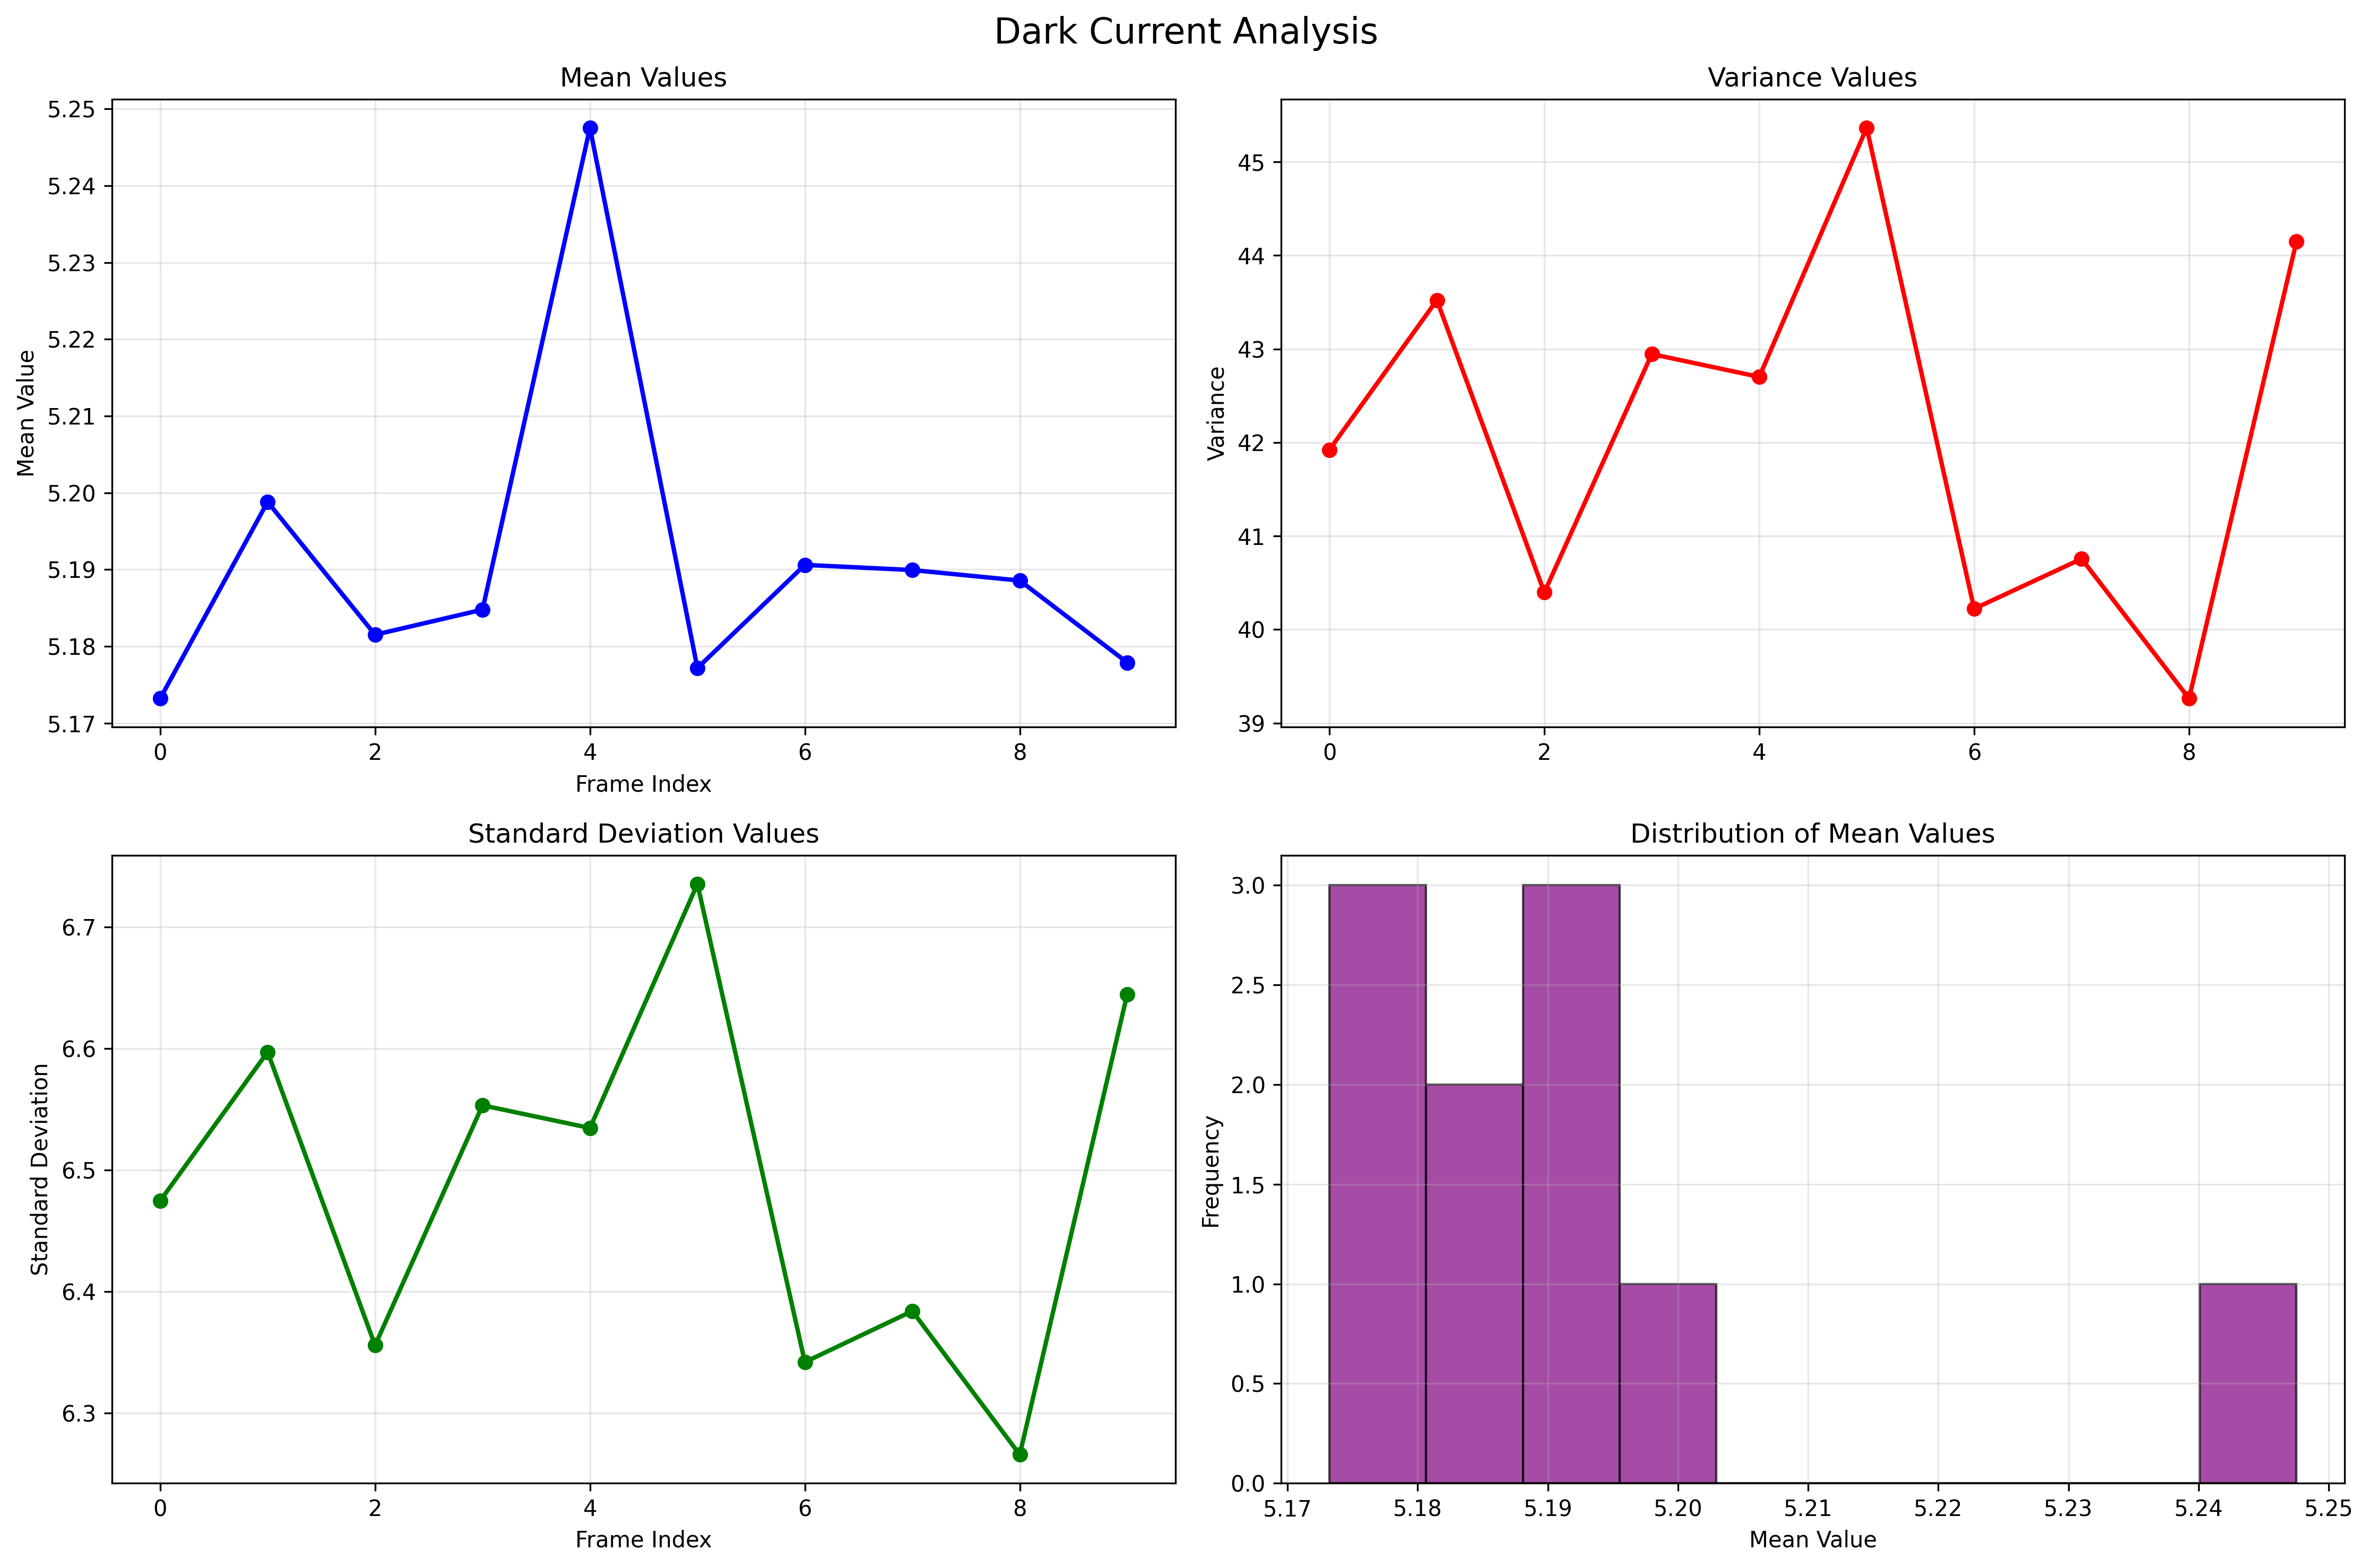 Dark Current Analysis
Mean Values
5.25
5.24
5.23
5.22
5.21
5.20
5.19
5.18
5.17
Mean Value
0 2 4 6 8
Frame Index
Variance Values
45
44
43
42
41
40
39
Variance
0 2 4 6 8
Standard Deviation Values
6.7
6.6
6.5
6.4
6.3
Standard Deviation
0 2 4 6 8
Frame Index
Distribution of Mean Values
3.0
2.5
2.0
1.5
1.0
0.5
0.0
Frequency
5.17 5.18 5.19 5.20 5.21 5.22 5.23 5.24 5.25
Mean Value